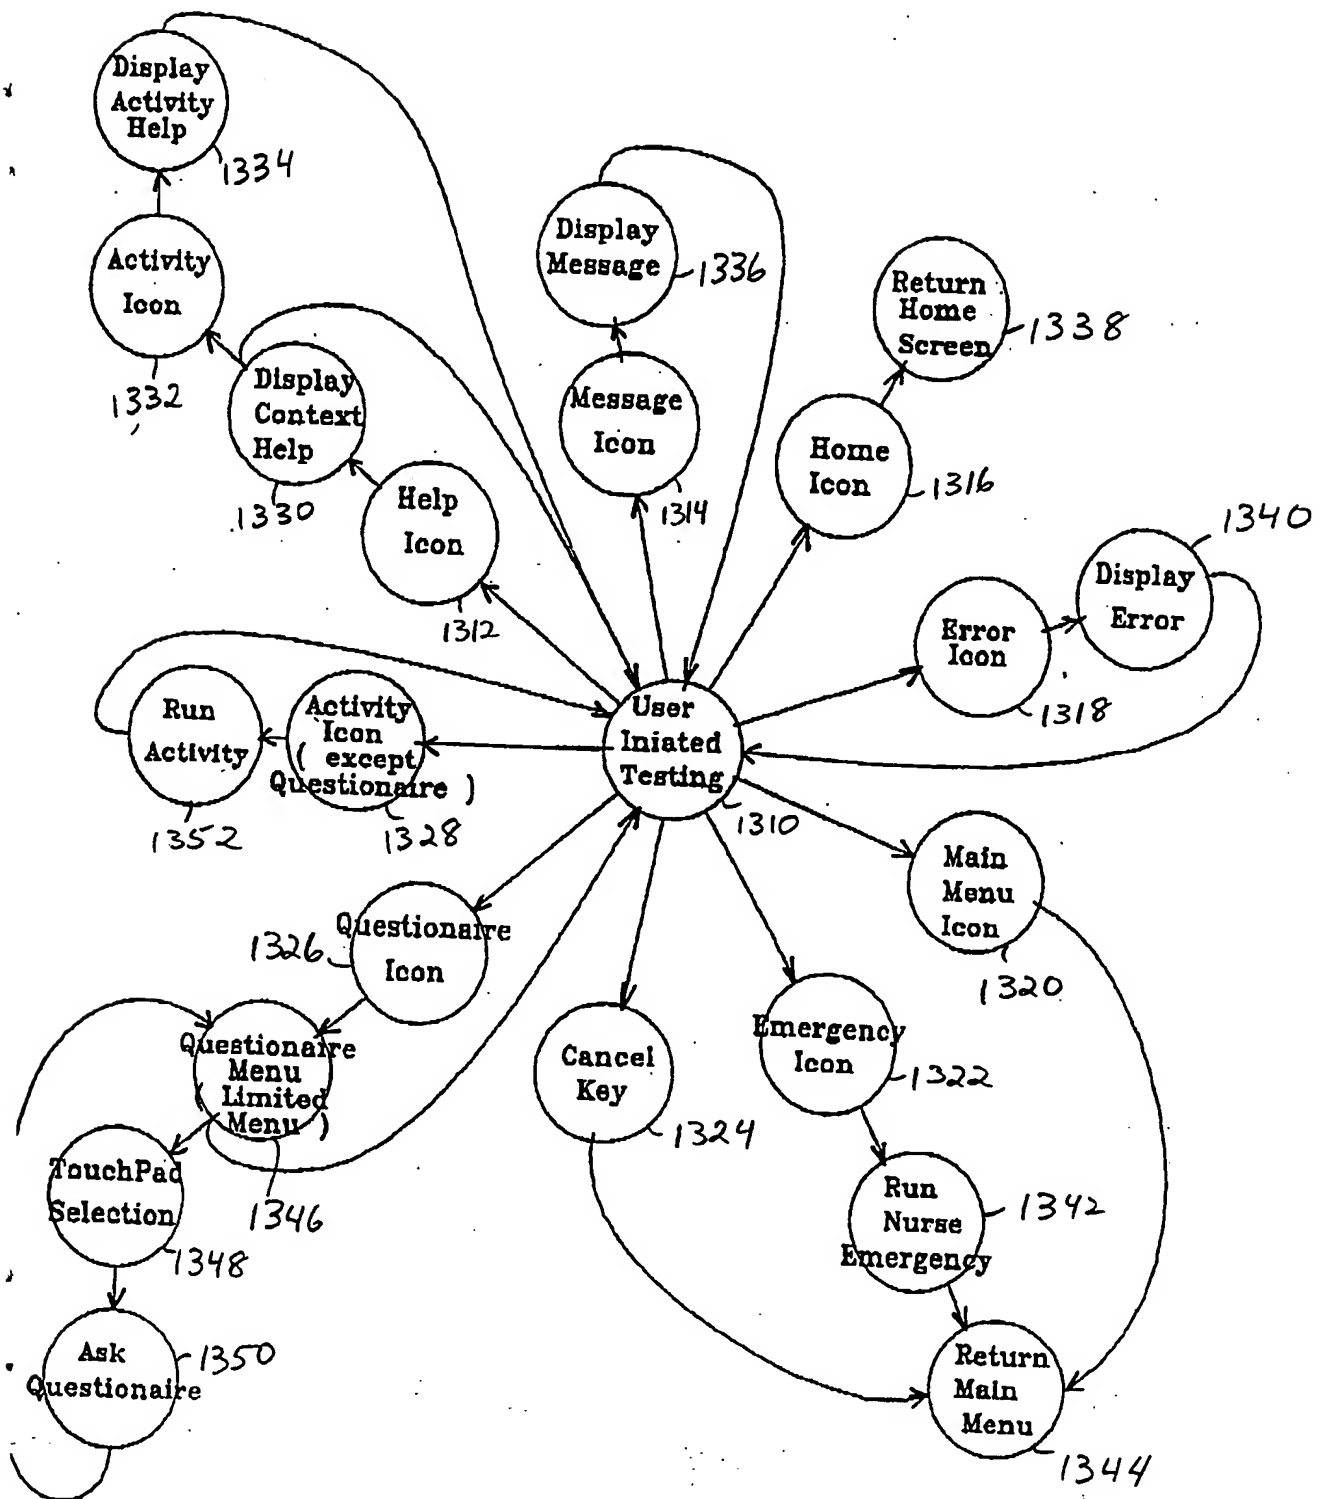 Display
Activity
Help
1334
Activity
Icon
1332
Display
Context
Help
1330
Help
Icon
1312
Display
Message
1336
Message
Icon
1314
Return
Home
Screen
1338
Home
Icon
1316
1340
Display
Error
Error
Icon
1318
Run
Activity
1352
Activity
Icon
( except
Questionaire )
1328
User
Iniated
Testing
1310
Main
Menu
Icon
1320
Questionaire
Icon
1326
Questionaire
Menu
( Limited
Menu )
1346
TouchPad
Selection
1348
Ask
Questionaire
1350
Cancel
Key
1324
Emergency
Icon
1322
Run
Nurse
Emergency
1342
Return
Main
Menu
1344